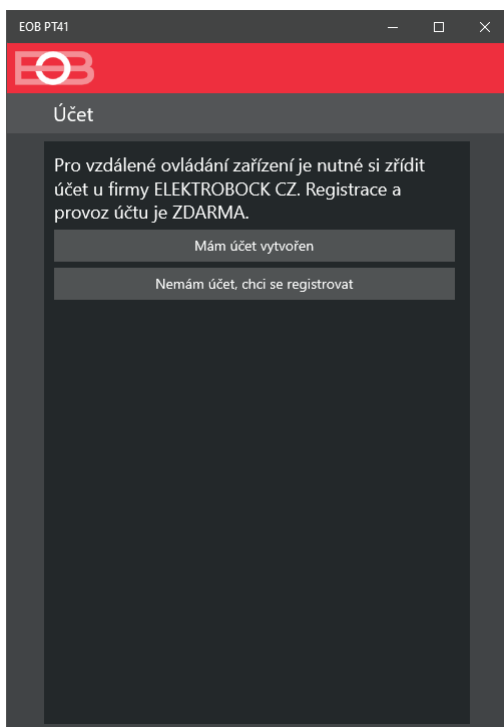 EOB PT41
EOB
Účet
Pro vzdálené ovládání zařízení je nutné si zřídit
účet u firmy ELEKTROBOCK CZ. Registrace a
provoz účtu je ZDARMA.
Mám účet vytvořen
Nemám účet, chci se registrovat